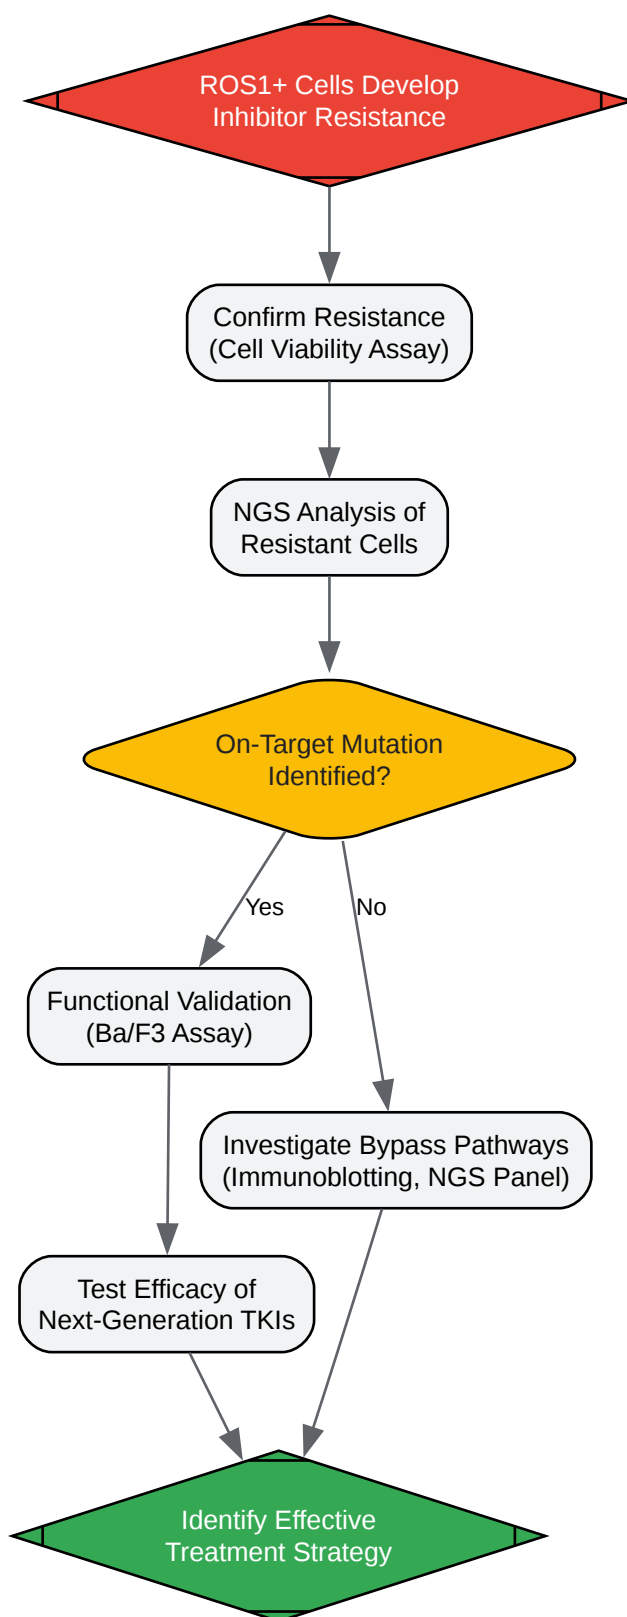 ROS1+ Cells Develop
Inhibitor Resistance
Confirm Resistance
(Cell Viability Assay)
NGS Analysis of
Resistant Cells
On-Target Mutation
Identified?
Yes
No
Functional Validation
(Ba/F3 Assay)
Investigate Bypass Pathways
(Immunoblotting, NGS Panel)
Test Efficacy of
Next-Generation TKIs
Identify Effective
Treatment Strategy